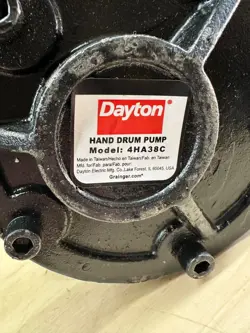 Dayton®
HAND DRUM PUMP
Model: 4HA38C
Made in Taiwan/Hecho en Taiwan/Fab. en Taiwan
Mfd. for/Fab. para/Fab. pour:
Dayton Electric Mfg. Co., Lake Forest, IL 60045, USA
Grainger.com®